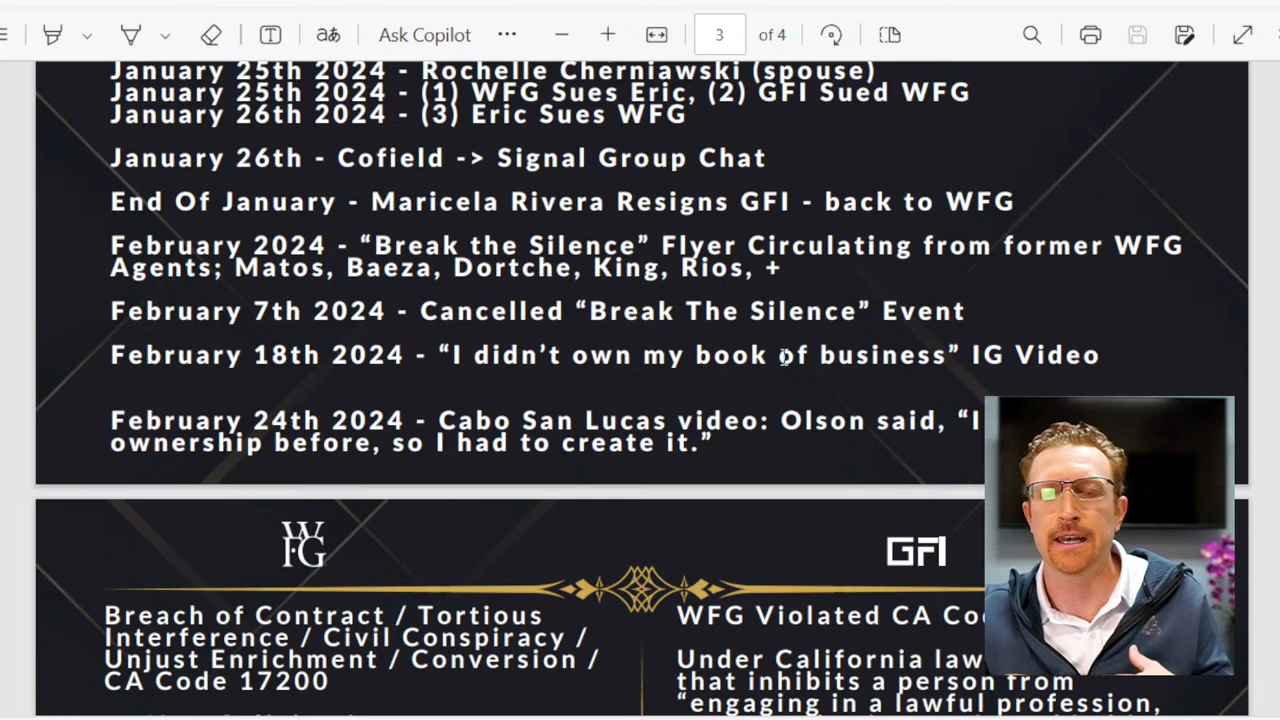 Ask Copilot
3
of 4
January 25th 2024 - Rochelle Cherniawski (spouse)
January 25th 2024 - (1) WFG Sues Eric, (2) GFI Sued WFG
January 26th 2024 - (3) Eric Sues WFG
January 26th - Cofield -> Signal Group Chat
End Of January - Maricela Rivera Resigns GFI - back to WFG
February 2024 - “Break the Silence” Flyer Circulating from former WFG
Agents; Matos, Baeza, Dortche, King, Rios, +
February 7th 2024 - Cancelled “Break The Silence” Event
February 18th 2024 - “I didn’t own my book of business” IG Video
February 24th 2024 - Cabo San Lucas video: Olson said, “I
ownership before, so I had to create it.”
WFG
GFI
Breach of Contract / Tortious
Interference / Civil Conspiracy /
Unjust Enrichment / Conversion /
CA Code 17200
WFG Violated CA
Under California law
that inhibits a person from
“engaging in a lawful profession,